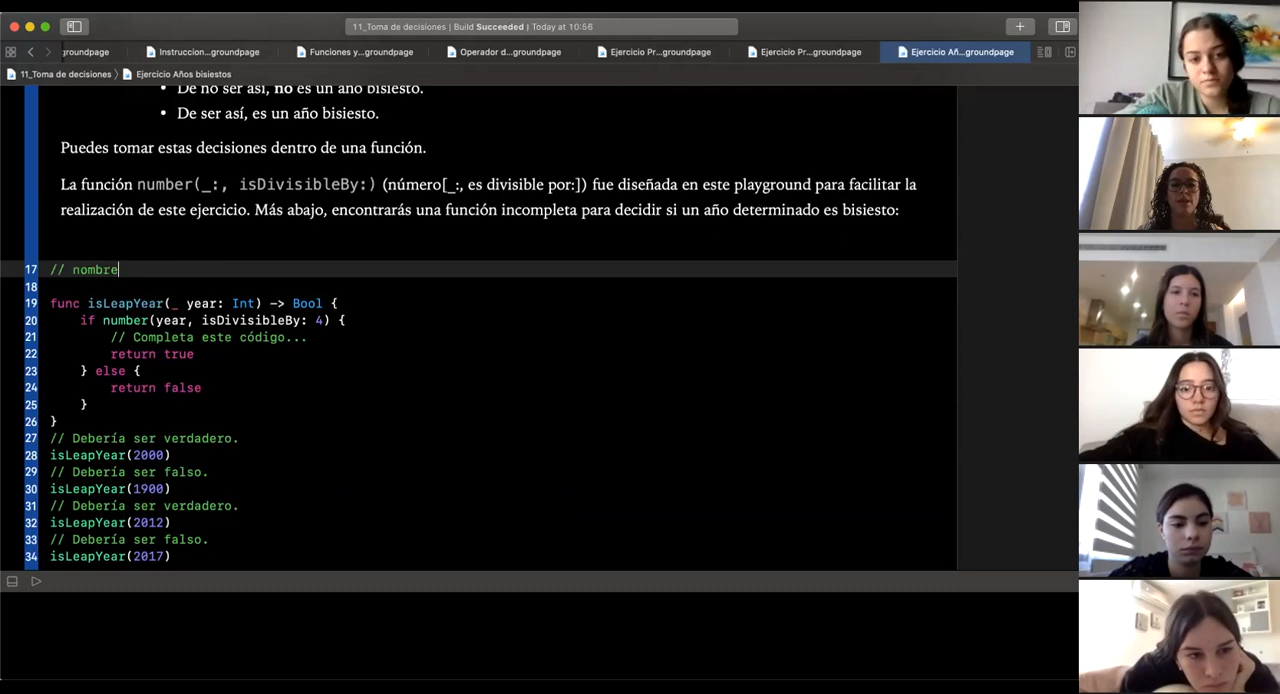 11_Toma de decisiones | Build Succeeded | Today at 10:56
groundpage
Instruccion...groundpage
Funciones y...groundpage
Operador d...groundpage
Ejercicio Pr...groundpage
Ejercicio Pr...groundpage
Ejercicio Añ...groundpage
11_Toma de decisiones 〉 Ejercicio Años bisiestos
• De no ser así, no es un año bisiesto.
• De ser así, es un año bisiesto.
Puedes tomar estas decisiones dentro de una función.
La función number(_:, isDivisibleBy:) (número[_:, es divisible por:]) fue diseñada en este playground para facilitar la
realización de este ejercicio. Más abajo, encontrarás una función incompleta para decidir si un año determinado es bisiesto:
17 // nombre
18
19 func isLeapYear(_ year: Int) -> Bool {
20 if number(year, isDivisibleBy: 4) {
21 // Completa este código...
22 return true
23 } else {
24 return false
25 }
26 }
27 // Debería ser verdadero.
28 isLeapYear(2000)
29 // Debería ser falso.
30 isLeapYear(1900)
31 // Debería ser verdadero.
32 isLeapYear(2012)
33 // Debería ser falso.
34 isLeapYear(2017)